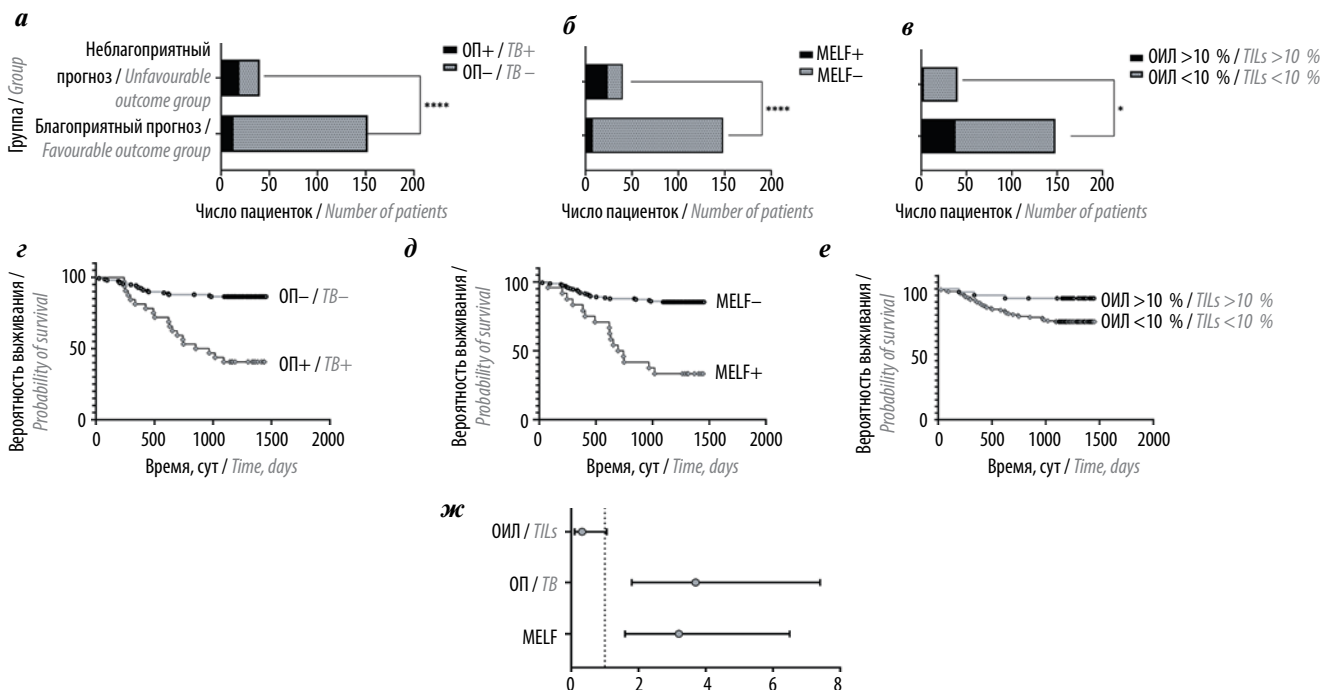 а
Неблагоприятный
прогноз / Unfavourable
outcome group
Благоприятный прогноз /
Favourable outcome group
Группа / Group
0 50 100 150 200
Число пациенток / Number of patients
ОП+ / TB+
ОП– / TB –
****
б
MELF+
MELF–
****
0 50 100 150 200
Число пациенток / Number of patients
в
ОИЛ >10 % / TILs >10 %
ОИЛ <10 % / TILs <10 %
*
0 50 100 150 200
Число пациенток / Number of patients
г
Вероятность выживания /
Probability of survival
100
50
0
ОП– / TB–
ОП+ / TB+
0 500 1000 1500 2000
Время, сут / Time, days
д
Вероятность выживания /
Probability of survival
100
50
0
MELF–
MELF+
0 500 1000 1500 2000
Время, сут / Time, days
е
Вероятность выживания /
Probability of survival
100
50
0
ОИЛ >10 % / TILs >10 %
ОИЛ <10 % / TILs <10 %
0 500 1000 1500 2000
Время, сут / Time, days
ж
ОИЛ / TILs
ОП / TB
MELF
0 2 4 6 8